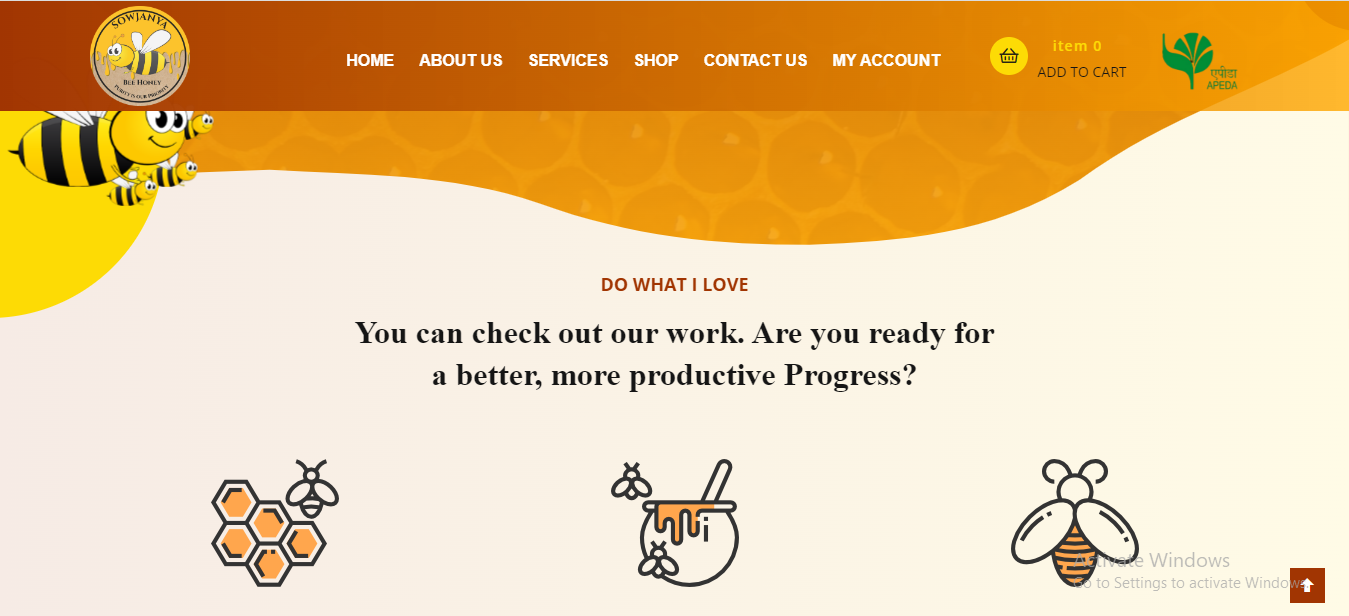 SOWJANYA
BEE HONEY
PURITY IS OUR PRIORITY
HOME ABOUT US SERVICES SHOP CONTACT US MY ACCOUNT
item 0
ADD TO CART
एपीडा
APEDA
DO WHAT I LOVE
You can check out our work. Are you ready for
a better, more productive Progress?
Activate Windows
Go to Settings to activate Windows.